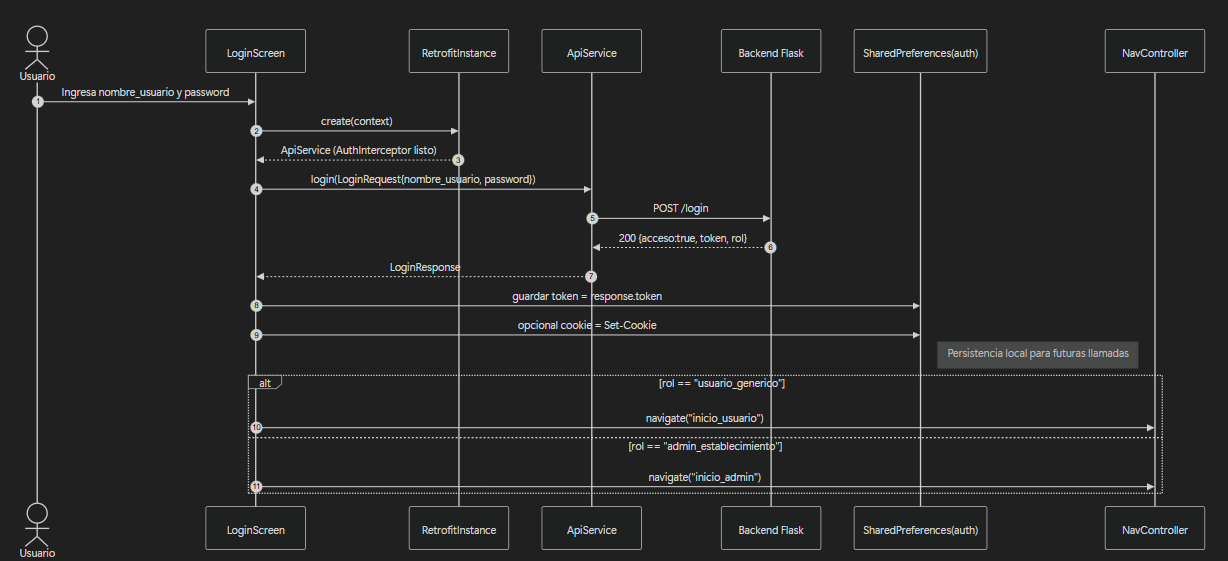 Usuario
LoginScreen
RetrofitInstance
ApiService
Backend Flask
SharedPreferences(auth)
NavController
1
Ingresa nombre_usuario y password
2
create(context)
ApiService (AuthInterceptor listo)
3
4
login(LoginRequest{nombre_usuario, password})
5
POST /login
200 {acceso:true, token, rol}
6
LoginResponse
7
8
guardar token = response.token
9
opcional cookie = Set-Cookie
Persistencia local para futuras llamadas
alt
[rol == "usuario_generico"]
10
navigate("inicio_usuario")
[rol == "admin_establecimiento"]
11
navigate("inicio_admin")
Usuario
LoginScreen
RetrofitInstance
ApiService
Backend Flask
SharedPreferences(auth)
NavController